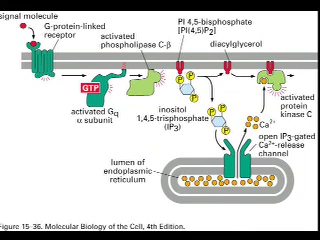 signal molecule
G-protein-linked
receptor
activated
phospholipase C-β
PI 4,5-bisphosphate
[PI(4,5)P2]
diacylglycerol
GTP
activated Gq
α subunit
P
P
P
P
P
P
inositol
1,4,5-trisphosphate
(IP3)
activated
protein
kinase C
Ca2+
open IP3-gated
Ca2+-release
channel
lumen of
endoplasmic
reticulum
Figure 15–36. Molecular Biology of the Cell, 4th Edition.